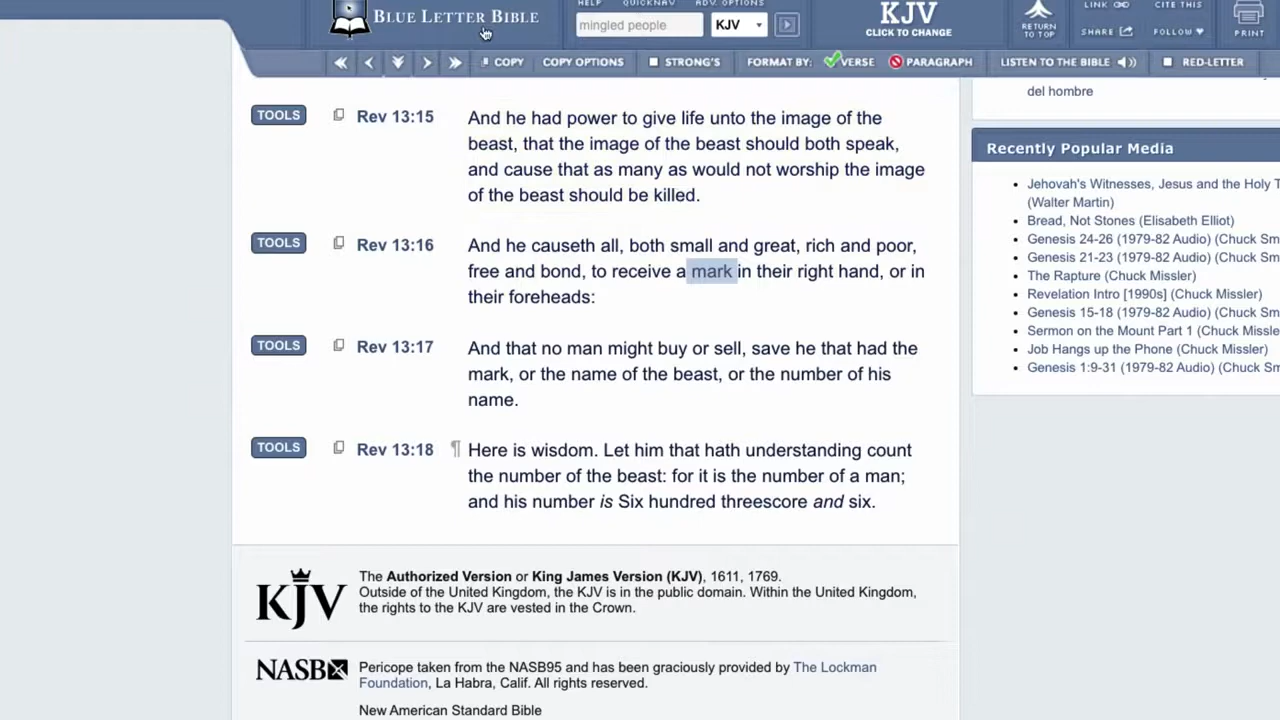 HELP QUICKNAV ADV. OPTIONS
LINK CITE THIS
BLUE LETTER BIBLE
mingled people
KJV
KJV
CLICK TO CHANGE
RETURN
TO TOP
SHARE FOLLOW
PRINT
COPY COPY OPTIONS STRONG'S FORMAT BY: VERSE PARAGRAPH LISTEN TO THE BIBLE RED-LETTER
del hombre
TOOLS Rev 13:15 And he had power to give life unto the image of the
beast, that the image of the beast should both speak,
and cause that as many as would not worship the image
of the beast should be killed.
TOOLS Rev 13:16 And he causeth all, both small and great, rich and poor,
free and bond, to receive a mark in their right hand, or in
their foreheads:
TOOLS Rev 13:17 And that no man might buy or sell, save he that had the
mark, or the name of the beast, or the number of his
name.
TOOLS Rev 13:18 ¶ Here is wisdom. Let him that hath understanding count
the number of the beast: for it is the number of a man;
and his number is Six hundred threescore and six.
Recently Popular Media
Jehovah's Witnesses, Jesus and the Holy T
(Walter Martin)
Bread, Not Stones (Elisabeth Elliot)
Genesis 24-26 (1979-82 Audio) (Chuck Sm
Genesis 21-23 (1979-82 Audio) (Chuck Sm
The Rapture (Chuck Missler)
Revelation Intro [1990s] (Chuck Missler)
Genesis 15-18 (1979-82 Audio) (Chuck Sm
Sermon on the Mount Part 1 (Chuck Missle
Job Hangs up the Phone (Chuck Missler)
Genesis 1:9-31 (1979-82 Audio) (Chuck Sm
KJV
The Authorized Version or King James Version (KJV), 1611, 1769.
Outside of the United Kingdom, the KJV is in the public domain. Within the United Kingdom,
the rights to the KJV are vested in the Crown.
NASB
Pericope taken from the NASB95 and has been graciously provided by The Lockman
Foundation, La Habra, Calif. All rights reserved.
New American Standard Bible